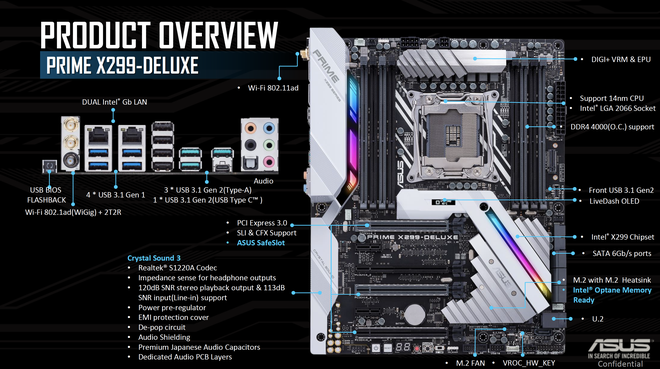 PRODUCT OVERVIEW
PRIME X299-DELUXE
• Wi-Fi 802.11ad
DUAL Intel® Gb LAN
USB BIOS
FLASHBACK
4 * USB 3.1 Gen 1
3 * USB 3.1 Gen 2(Type-A)
1 * USB 3.1 Gen 2(USB Type C™ )
Audio
Wi-Fi 802.1ad(WiGig) + 2T2R
• PCI Express 3.0
• SLI & CFX Support
• ASUS SafeSlot
Crystal Sound 3
• Realtek® S1220A Codec
• Impedance sense for headphone outputs
• 120dB SNR stereo playback output & 113dB
SNR input(Line-in) support
• Power pre-regulator
• EMI protection cover
• De-pop circuit
• Audio Shielding
• Premium Japanese Audio Capacitors
• Dedicated Audio PCB Layers
• DIGI+ VRM & EPU
• Support 14nm CPU
• Intel® LGA 2066 Socket
• DDR4 4000(O.C.) support
• Front USB 3.1 Gen2
• LiveDash OLED
• Intel® X299 Chipset
• SATA 6Gb/s ports
• M.2 with M.2 Heatsink
Intel® Optane Memory
Ready
• U.2
• M.2 FAN
• VROC_HW_KEY
PRIME
ASUS
PRIME X299-DELUXE
88
ASUS
IN SEARCH OF INCREDIBLE
Confidential